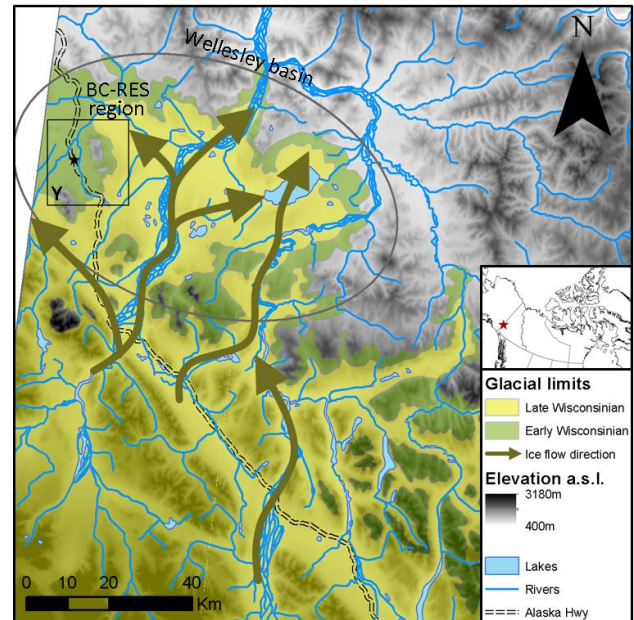 Wellesley basin
N
BC-RES
region
Y
Glacial limits
Late Wisconsinian
Early Wisconsinian
Ice flow direction
Elevation a.s.l.
3180m
400m
Lakes
Rivers
Alaska Hwy
0 10 20 40
Km